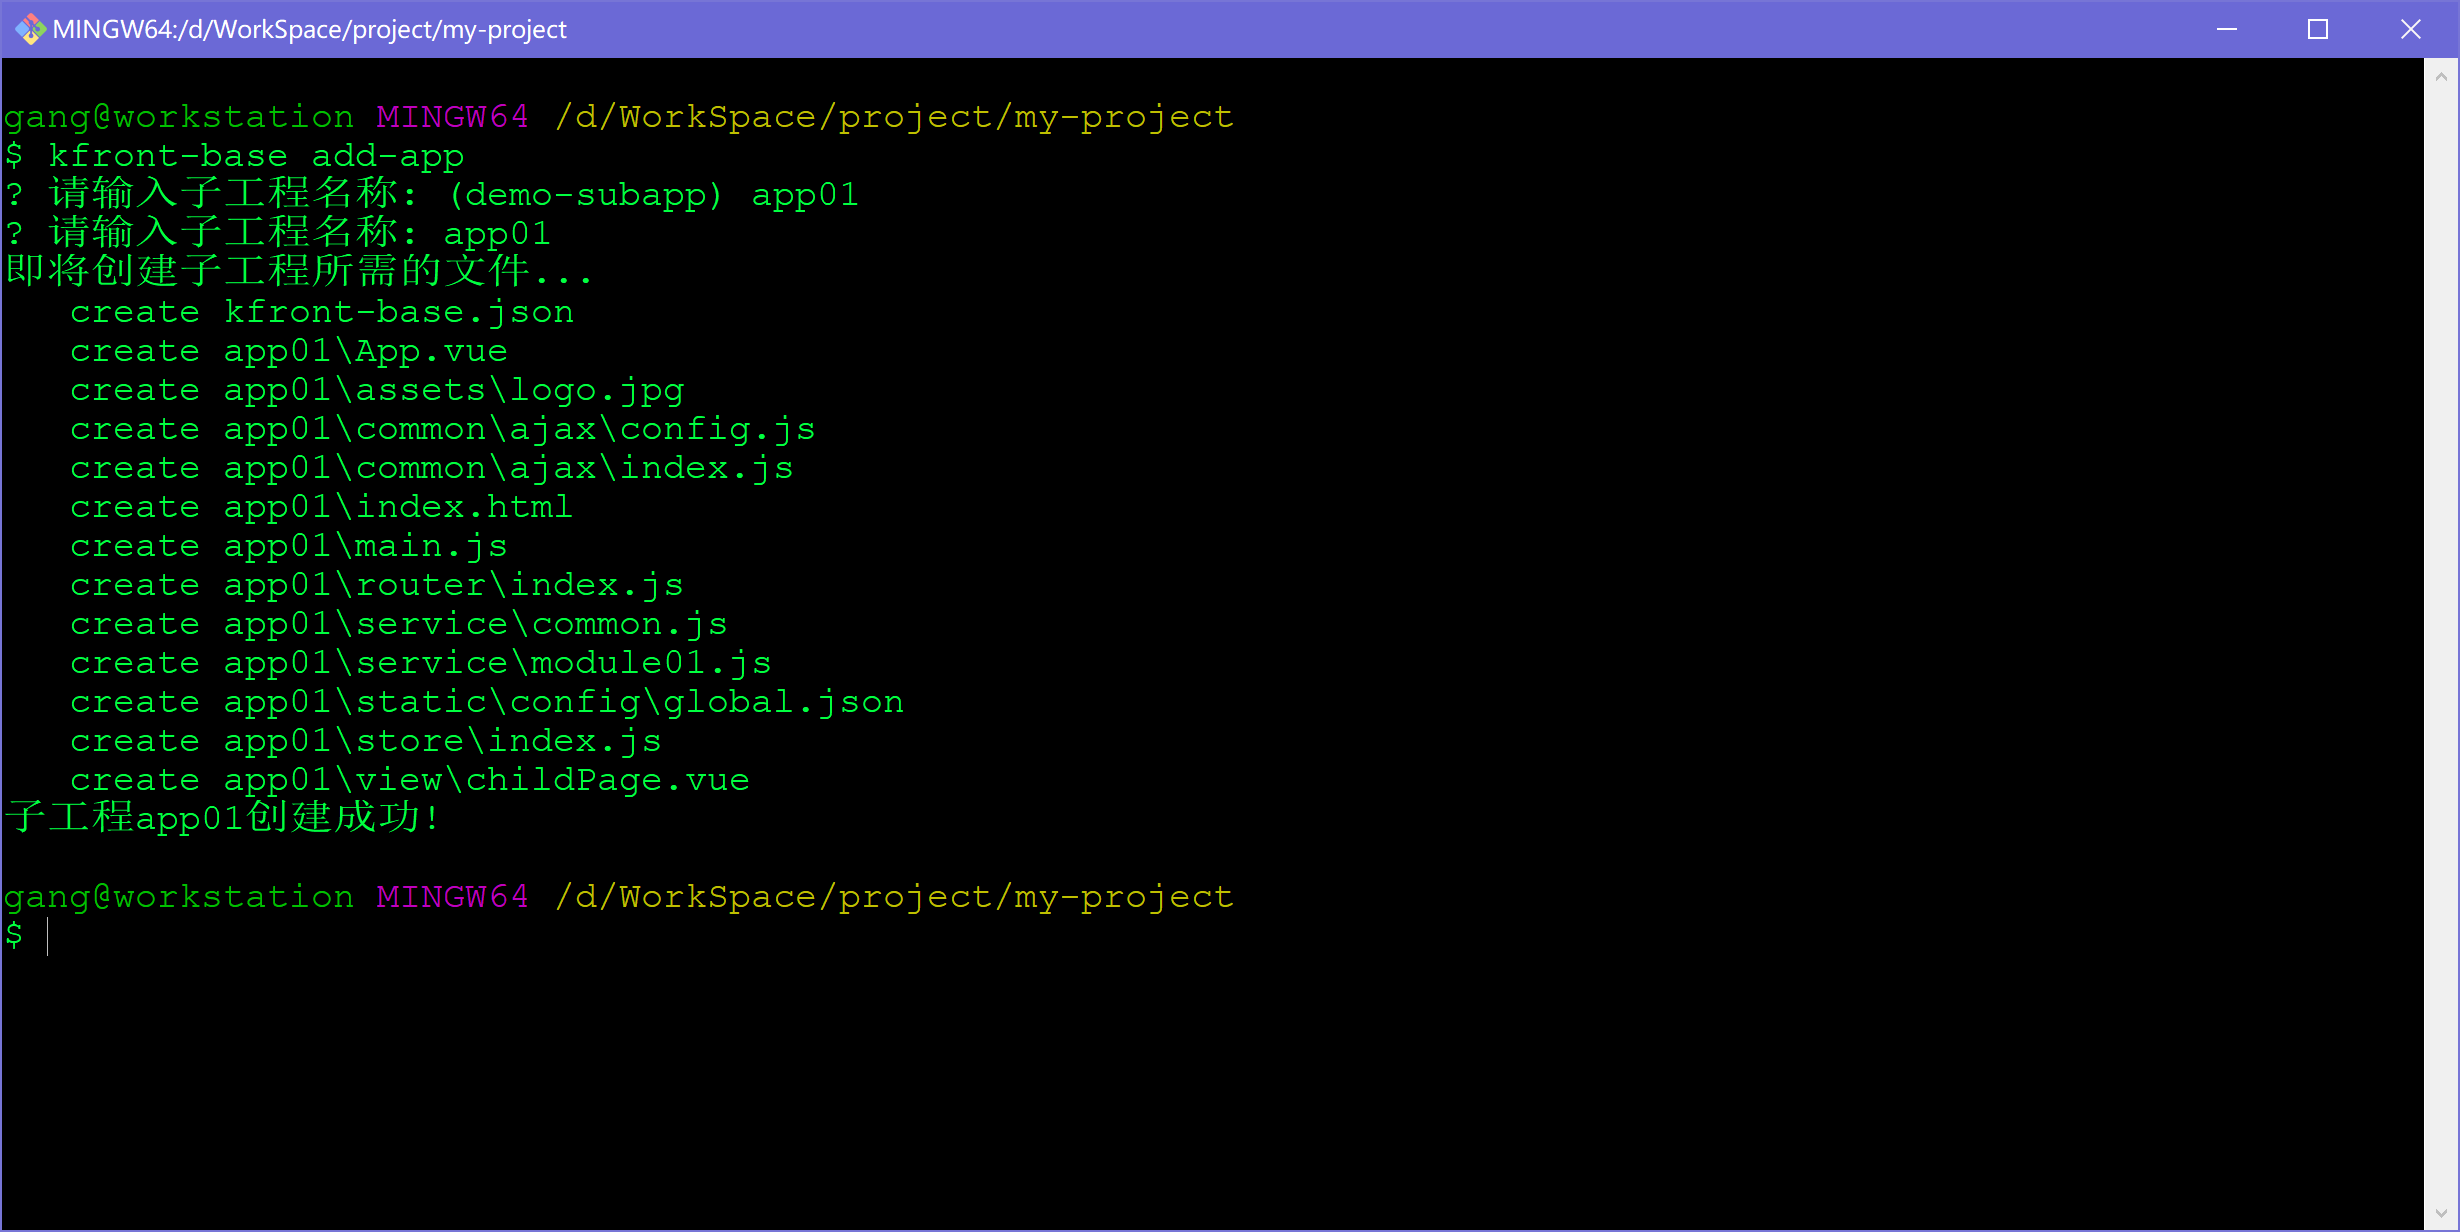 MINGW64:/d/WorkSpace/project/my-project
gang@workstation MINGW64 /d/WorkSpace/project/my-project
$ kfront-base add-app
? 请输入子工程名称: (demo-subapp) app01
? 请输入子工程名称: app01
即将创建子工程所需的文件...
   create kfront-base.json
   create app01\App.vue
   create app01\assets\logo.jpg
   create app01\common\ajax\config.js
   create app01\common\ajax\index.js
   create app01\index.html
   create app01\main.js
   create app01\router\index.js
   create app01\service\common.js
   create app01\service\module01.js
   create app01\static\config\global.json
   create app01\store\index.js
   create app01\view\childPage.vue
子工程app01创建成功!
gang@workstation MINGW64 /d/WorkSpace/project/my-project
$